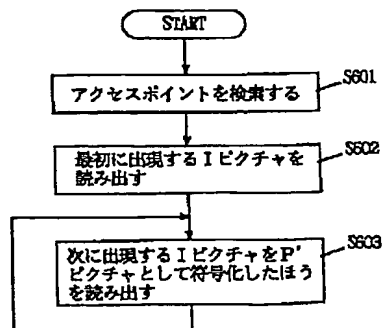 START
アクセスポイントを検索する
S601
最初に出現するIピクチャを
読み出す
S602
次に出現するIピクチャをP'
ピクチャとして符号化したほう
を読み出す
S603